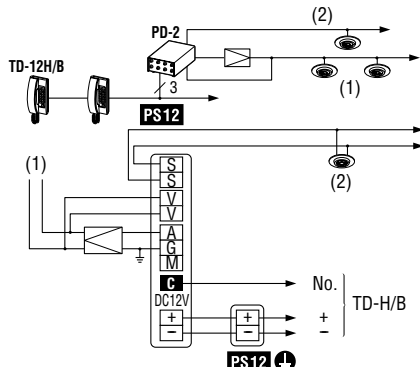 PD-2
(2)
TD-12H/B
3
(1)
PS12
(1)
S
S
(2)
V
V
A
G
M
C
No.
DC12V
TD-H/B
+ + +
− − −
PS12